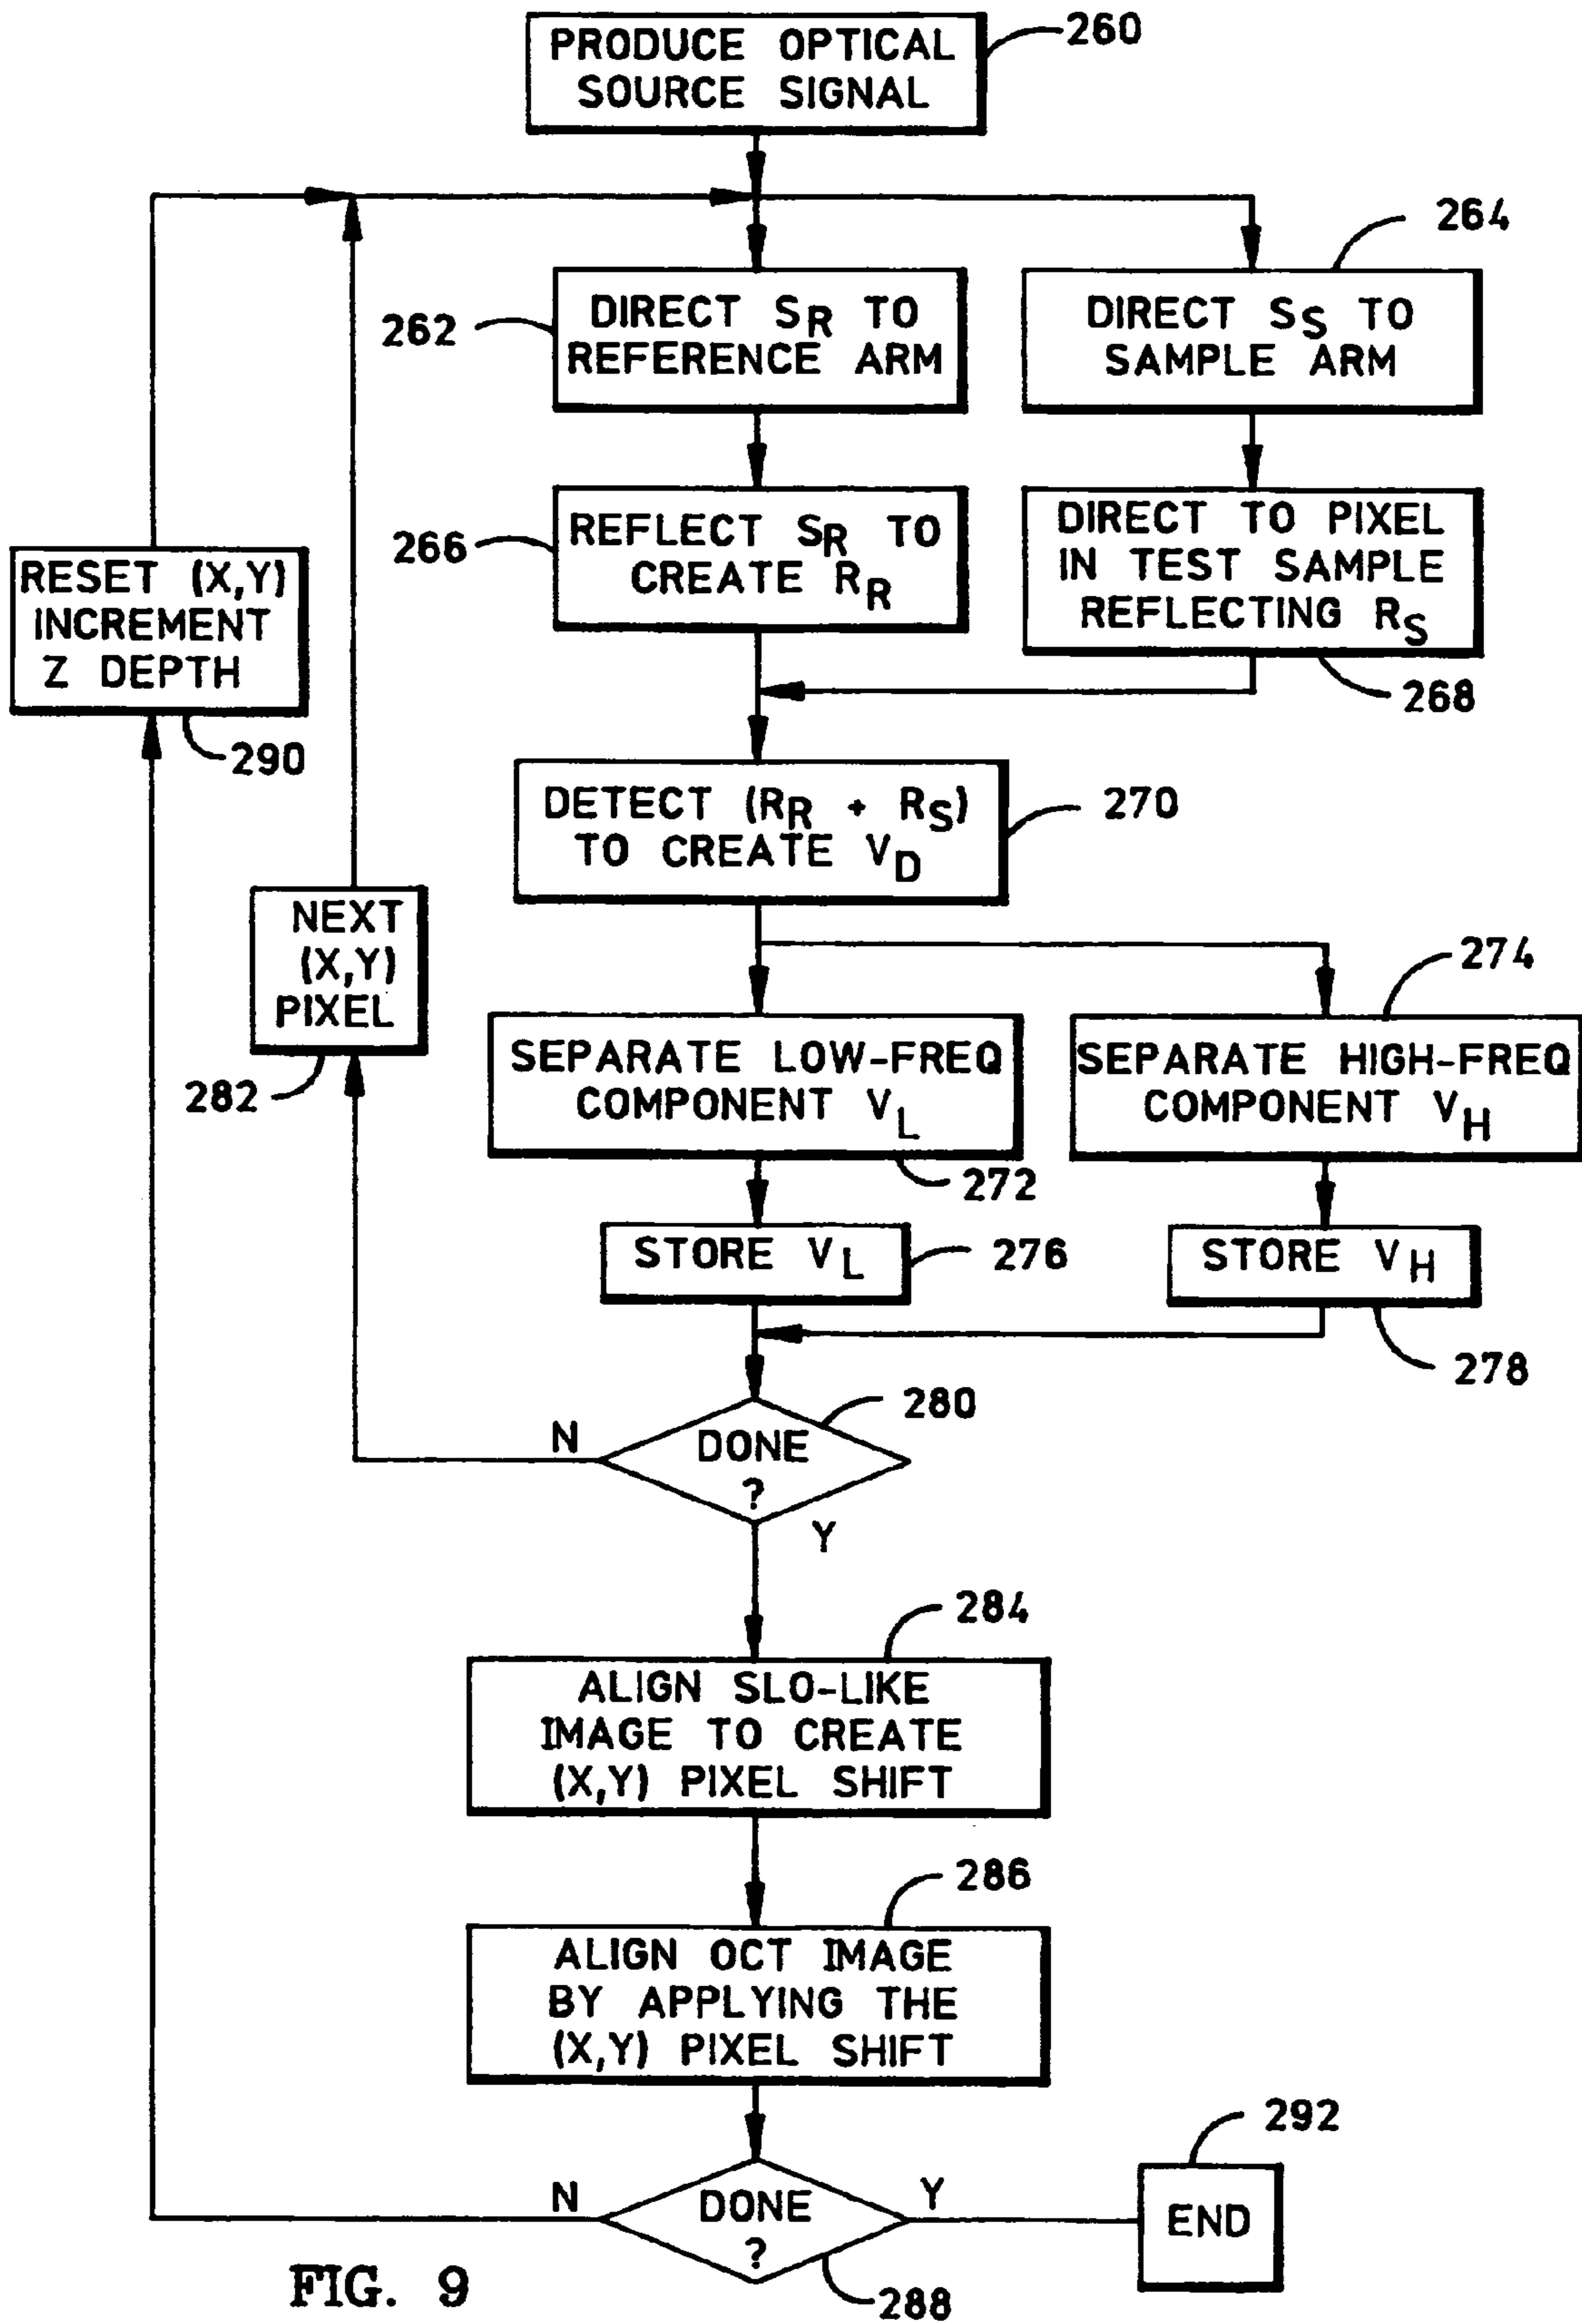 PRODUCE OPTICAL
SOURCE SIGNAL
260
264
262
DIRECT SR TO
REFERENCE ARM
DIRECT SS TO
SAMPLE ARM
266
REFLECT SR TO
CREATE RR
DIRECT TO PIXEL
IN TEST SAMPLE
REFLECTING RS
268
RESET (X,Y)
INCREMENT
Z DEPTH
290
DETECT (RR + RS)
TO CREATE VD
270
NEXT
(X,Y)
PIXEL
282
274
SEPARATE LOW-FREQ
COMPONENT VL
272
SEPARATE HIGH-FREQ
COMPONENT VH
STORE VL
276
STORE VH
278
280
DONE
?
N
Y
284
ALIGN SLO-LIKE
IMAGE TO CREATE
(X,Y) PIXEL SHIFT
286
ALIGN OCT IMAGE
BY APPLYING THE
(X,Y) PIXEL SHIFT
292
N
DONE
?
Y
END
288
FIG. 9